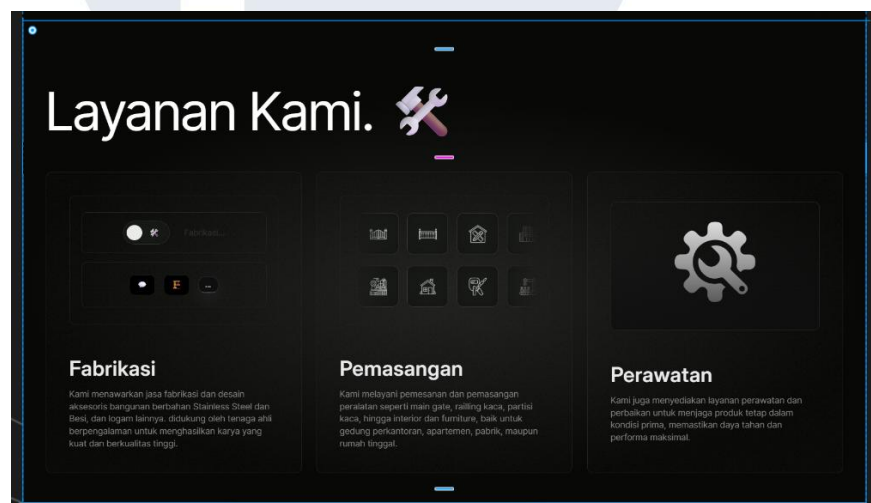 Layanan Kami.
Fabrikasi...
F
Fabrikasi
Kami menawarkan jasa fabrikasi dan desain
aksesoris bangunan berbahan Stainless Steel dan
Besi, dan logam lainnya. didukung oleh tenaga ahli
berpengalaman untuk menghasilkan karya yang
kuat dan berkualitas tinggi.
Pemasangan
Kami melayani pemesanan dan pemasangan
peralatan seperti main gate, railling kaca, partisi
kaca, hingga interior dan furniture, baik untuk
gedung perkantoran, apartemen, pabrik, maupun
rumah tinggal.
Perawatan
Kami juga menyediakan layanan perawatan dan
perbaikan untuk menjaga produk tetap dalam
kondisi prima, memastikan daya tahan dan
performa maksimal.